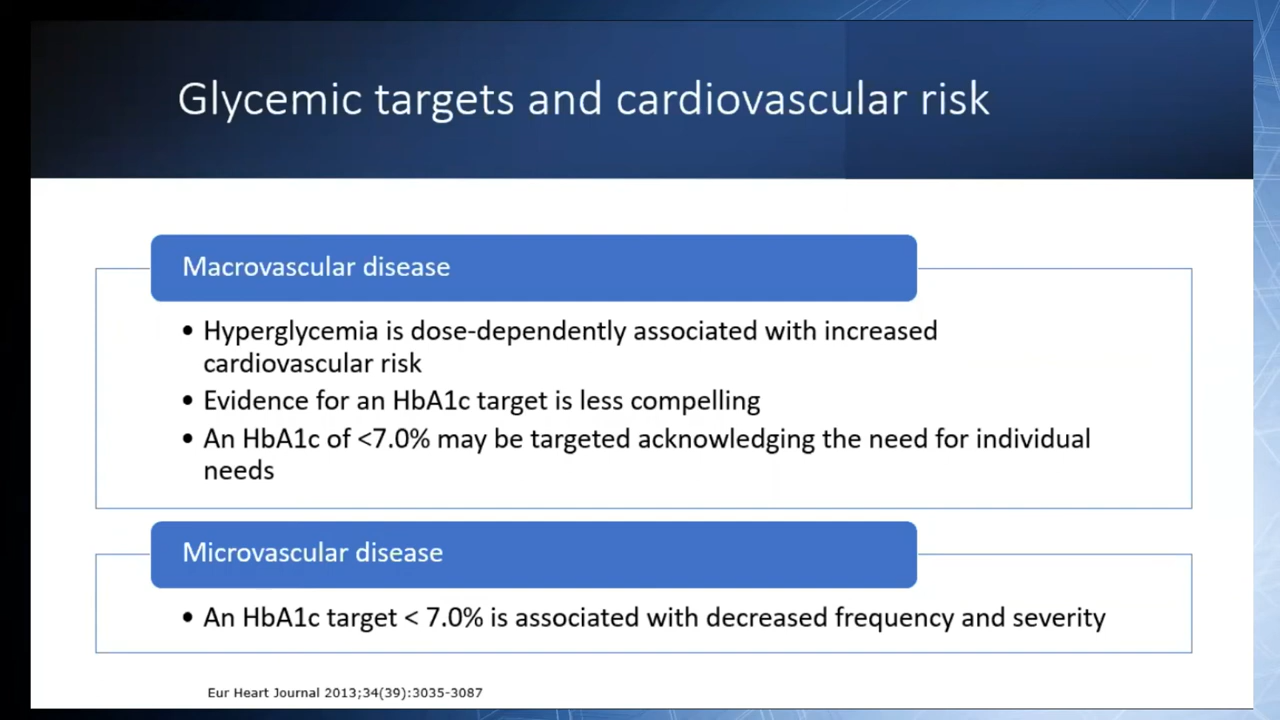 Glycemic targets and cardiovascular risk
Macrovascular disease
• Hyperglycemia is dose-dependently associated with increased
cardiovascular risk
• Evidence for an HbA1c target is less compelling
• An HbA1c of <7.0% may be targeted acknowledging the need for individual
needs
Microvascular disease
• An HbA1c target < 7.0% is associated with decreased frequency and severity
Eur Heart Journal 2013;34(39):3035-3087